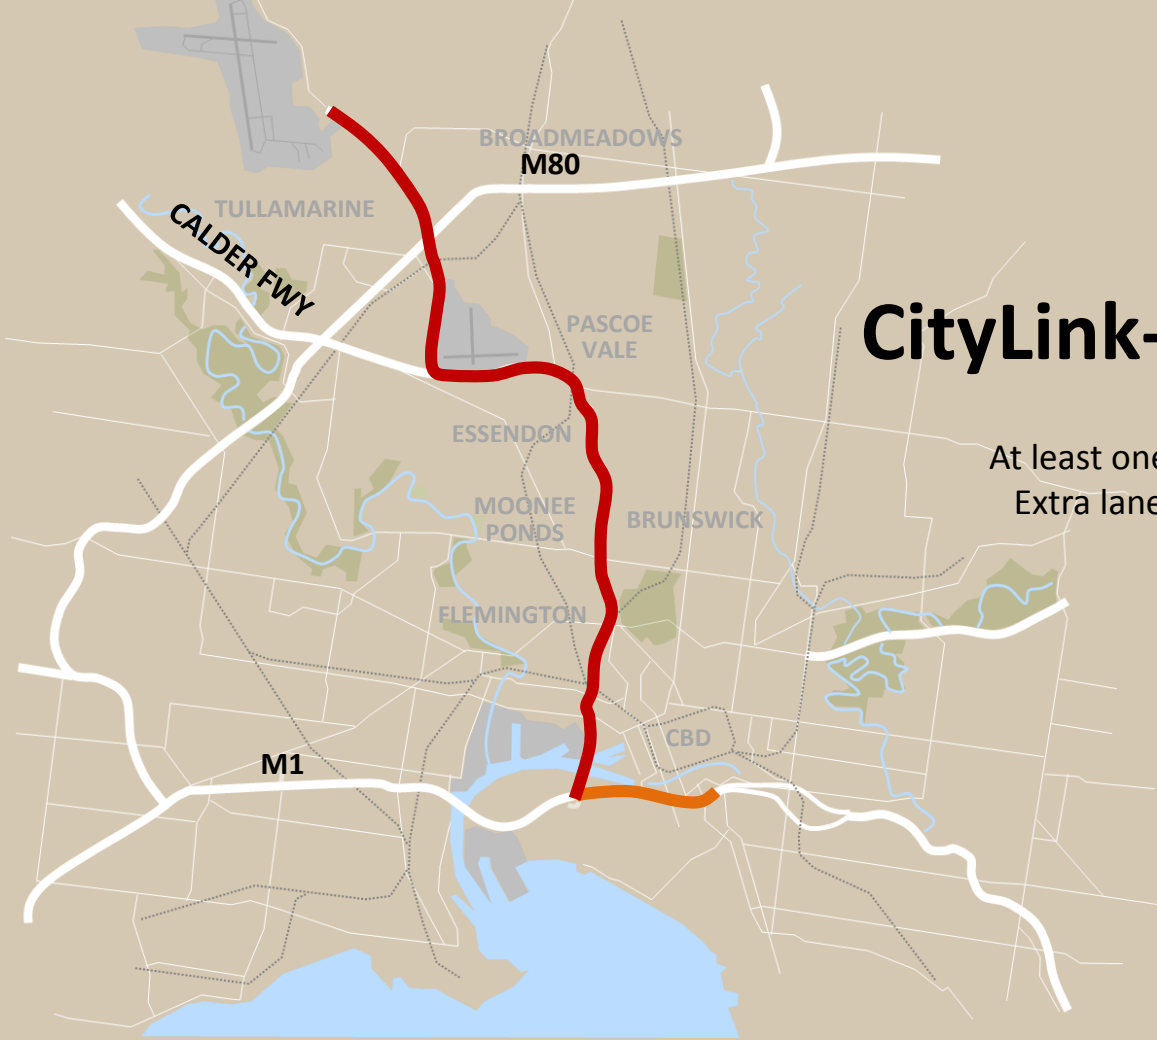 BROADMEADOWS
M80
TULLAMARINE
CALDER FWY
CityLink-
PASCOE
VALE
ESSENDON
At least one
Extra lane
MOONEE
PONDS
BRUNSWICK
FLEMINGTON
CBD
M1